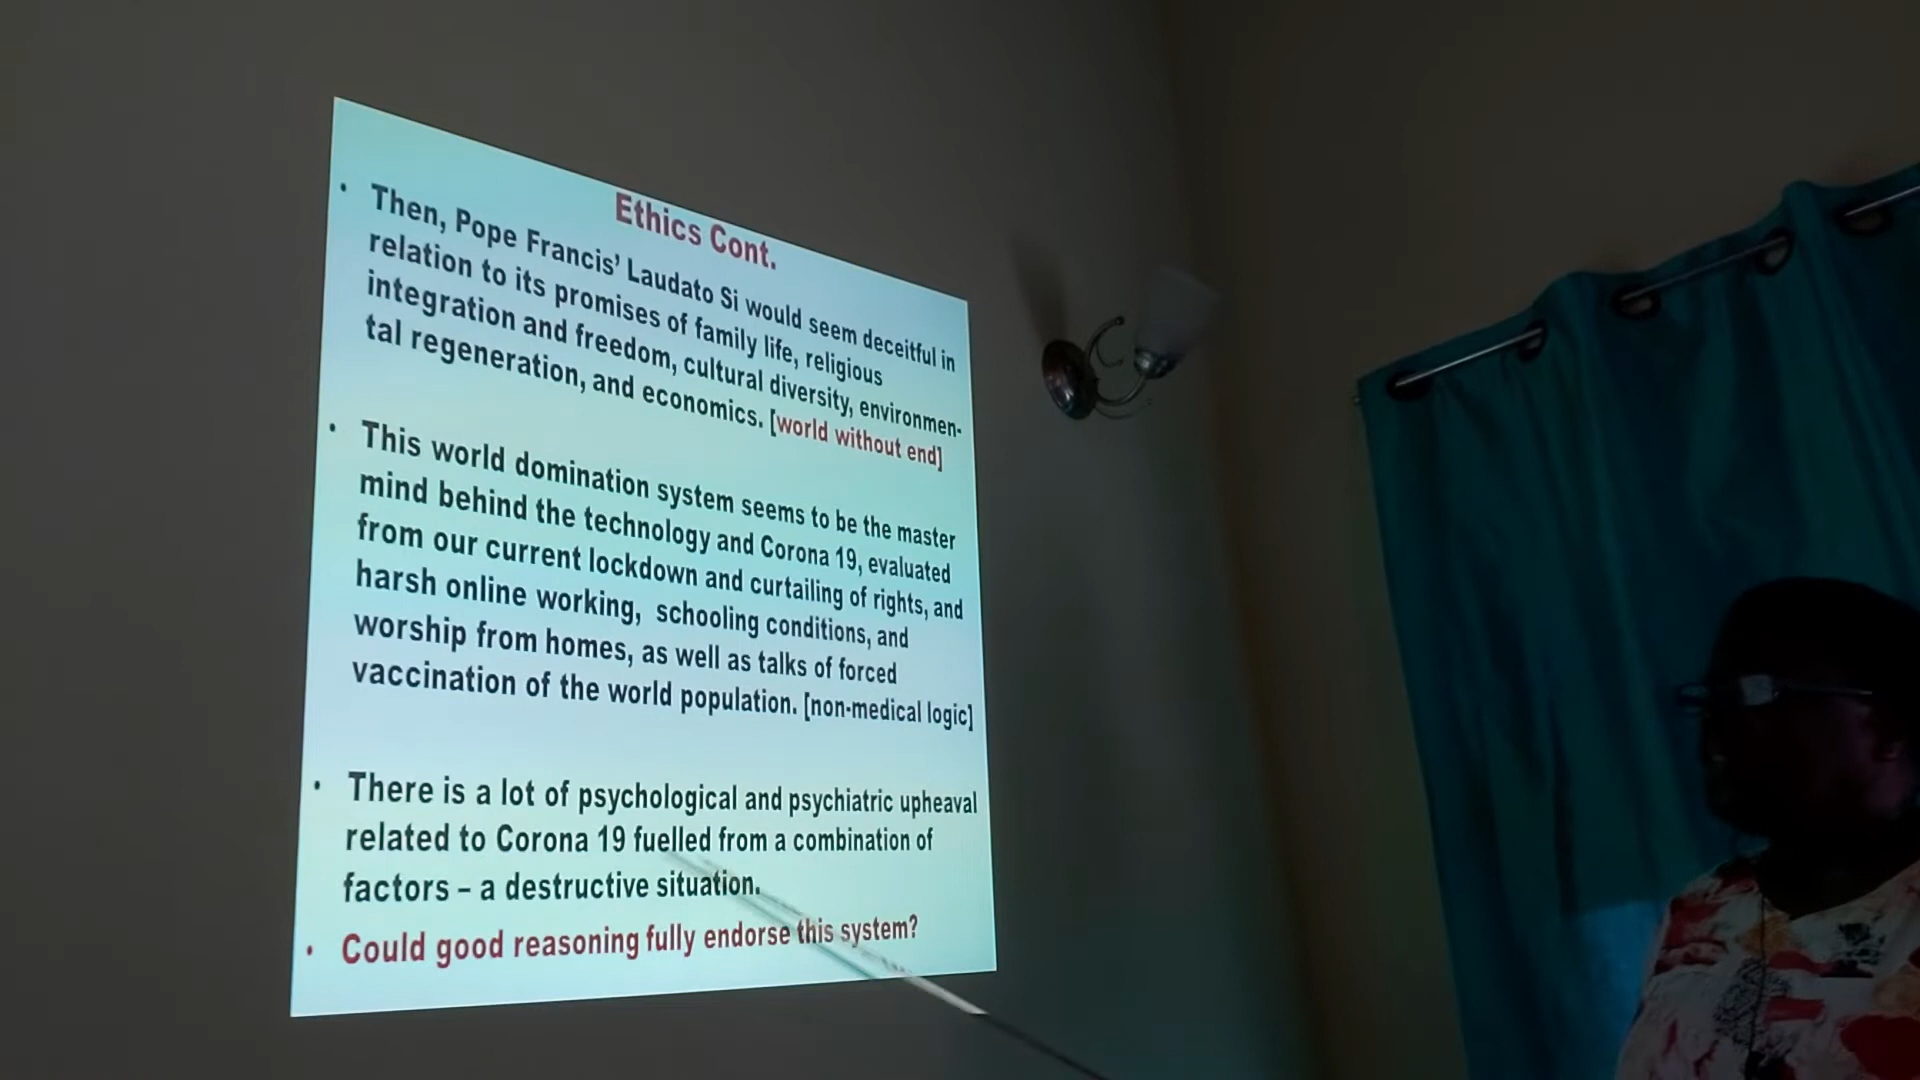 Ethics Cont.
• Then, Pope Francis’ Laudato Si would seem deceitful in
relation to its promises of family life, religious
integration and freedom, cultural diversity, environmen-
tal regeneration, and economics. [world without end]
• This world domination system seems to be the master
mind behind the technology and Corona 19, evaluated
from our current lockdown and curtailing of rights, and
harsh online working, schooling conditions, and
worship from homes, as well as talks of forced
vaccination of the world population. [non-medical logic]
• There is a lot of psychological and psychiatric upheaval
related to Corona 19 fuelled from a combination of
factors – a destructive situation.
• Could good reasoning fully endorse this system?